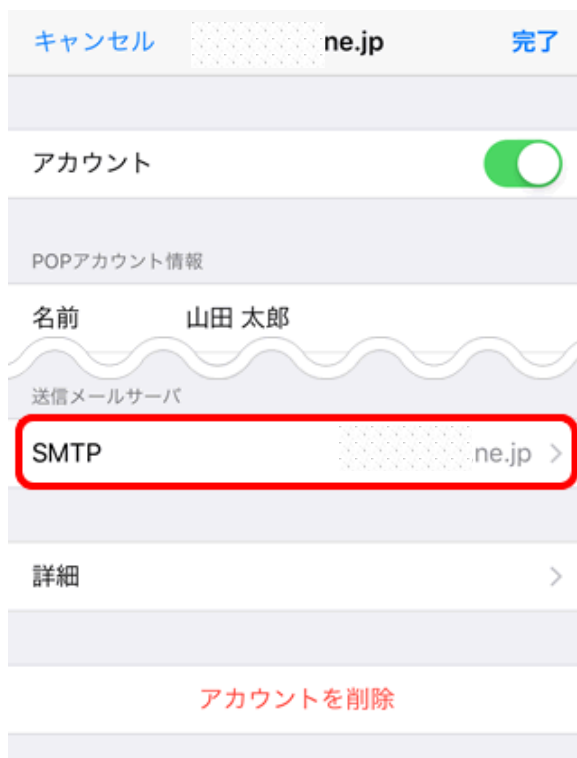 キャンセル ne.jp 完了
アカウント
POPアカウント情報
名前 山田 太郎
送信メールサーバ
SMTP ne.jp
詳細
アカウントを削除